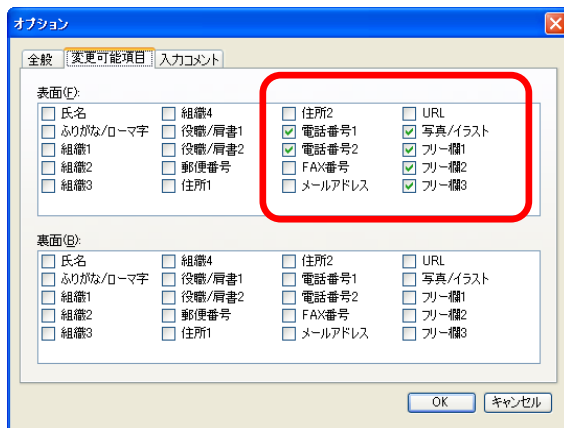 オプション
全般 変更可能項目 入力コメント
表面(F):
氏名 組織4 住所2 URL
ふりがな/ローマ字 役職/肩書1 電話番号1 写真/イラスト
組織1 役職/肩書2 電話番号2 フリー欄1
組織2 郵便番号 FAX番号 フリー欄2
組織3 住所1 メールアドレス フリー欄3
裏面(B):
氏名 組織4 住所2 URL
ふりがな/ローマ字 役職/肩書1 電話番号1 写真/イラスト
組織1 役職/肩書2 電話番号2 フリー欄1
組織2 郵便番号 FAX番号 フリー欄2
組織3 住所1 メールアドレス フリー欄3
OK キャンセル